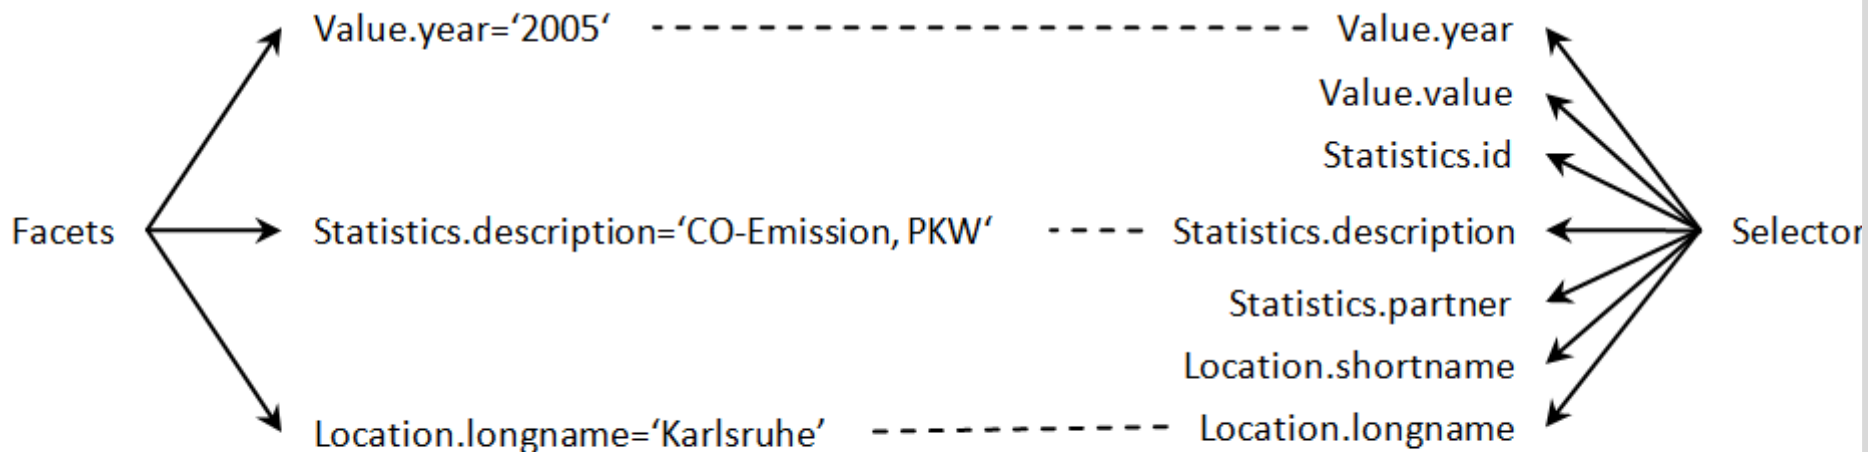 Value.year=‘2005‘
Value.year
Value.value
Statistics.id
Facets
Statistics.description=‘CO-Emission, PKW‘
Statistics.description
Selector
Statistics.partner
Location.shortname
Location.longname=‘Karlsruhe’
Location.longname